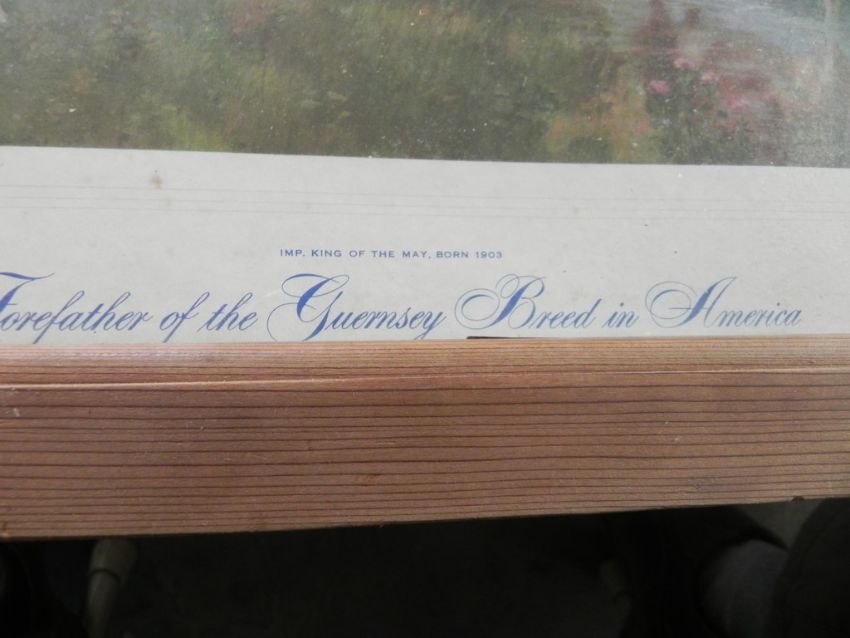 IMP. KING OF THE MAY, BORN 1903
Forefather of the Guernsey Breed in America